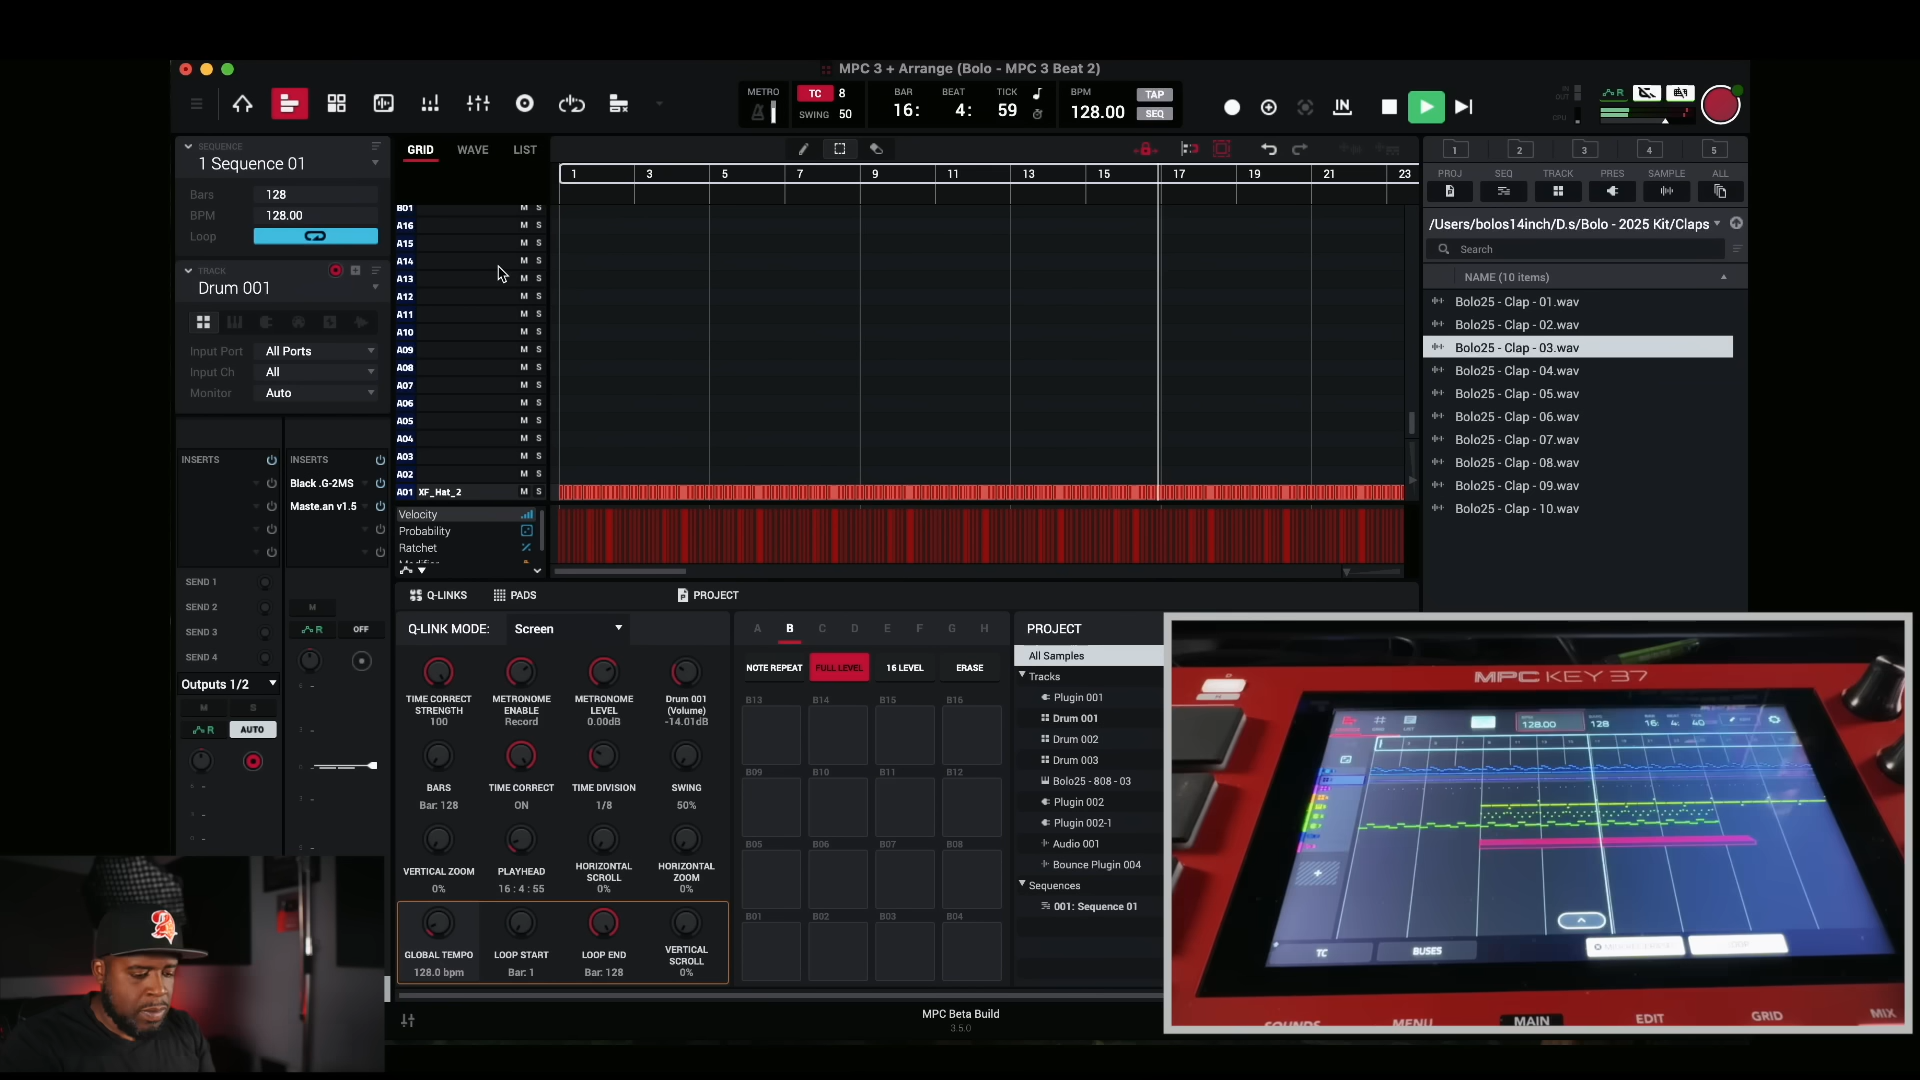 MPC 3 + Arrange (Bolo - MPC 3 Beat 2)
METRO
TC 8
SWING 50
BAR BEAT TICK
16: 4: 59
BPM
128.00
TAP
SEQ
IN
SEQUENCE
1 Sequence 01
Bars 128
BPM 128.00
Loop
TRACK
Drum 001
Input Port All Ports
Input Ch All
Monitor Auto
INSERTS
INSERTS
Black .G-2MS
Maste.an v1.5
SEND 1
SEND 2
SEND 3
SEND 4
M
R OFF
Outputs 1/2
M S
R AUTO
GRID WAVE LIST
1 3 5 7 9 11 13 15 17 19 21 23
B01 M S
A16 M S
A15 M S
A14 M S
A13 M S
A12 M S
A11 M S
A10 M S
A09 M S
A08 M S
A07 M S
A06 M S
A05 M S
A04 M S
A03 M S
A02 M S
A01 XF_Hat_2 M S
Velocity
Probability
Ratchet
Q-LINKS PADS PROJECT
Q-LINK MODE: Screen
TIME CORRECT STRENGTH 100
METRONOME ENABLE Record
METRONOME LEVEL 0.00dB
Drum 001 (Volume) -14.01dB
BARS Bar: 128
TIME CORRECT ON
TIME DIVISION 1/8
SWING 50%
VERTICAL ZOOM 0%
PLAYHEAD 16 : 4 : 55
HORIZONTAL SCROLL 0%
HORIZONTAL ZOOM 0%
GLOBAL TEMPO 128.0 bpm
LOOP START Bar: 1
LOOP END Bar: 128
VERTICAL SCROLL 0%
A B C D E F G H
NOTE REPEAT FULL LEVEL 16 LEVEL ERASE
B13 B14 B15 B16
B09 B10 B11 B12
B05 B06 B07 B08
B01 B02 B03 B04
PROJECT
All Samples
Tracks
Plugin 001
Drum 001
Drum 002
Drum 003
Bolo25 - 808 - 03
Plugin 002
Plugin 002-1
Audio 001
Bounce Plugin 004
Sequences
001: Sequence 01
MPC Beta Build
3.5.0
1 2 3 4 5
PROJ SEQ TRACK PRES SAMPLE ALL
/Users/bolos14inch/D.s/Bolo - 2025 Kit/Claps
Search
NAME (10 items)
Bolo25 - Clap - 01.wav
Bolo25 - Clap - 02.wav
Bolo25 - Clap - 03.wav
Bolo25 - Clap - 04.wav
Bolo25 - Clap - 05.wav
Bolo25 - Clap - 06.wav
Bolo25 - Clap - 07.wav
Bolo25 - Clap - 08.wav
Bolo25 - Clap - 09.wav
Bolo25 - Clap - 10.wav
MPC KEY 37
128.00 128
TC BUSES
SOUNDS MENU MAIN EDIT GRID MIX